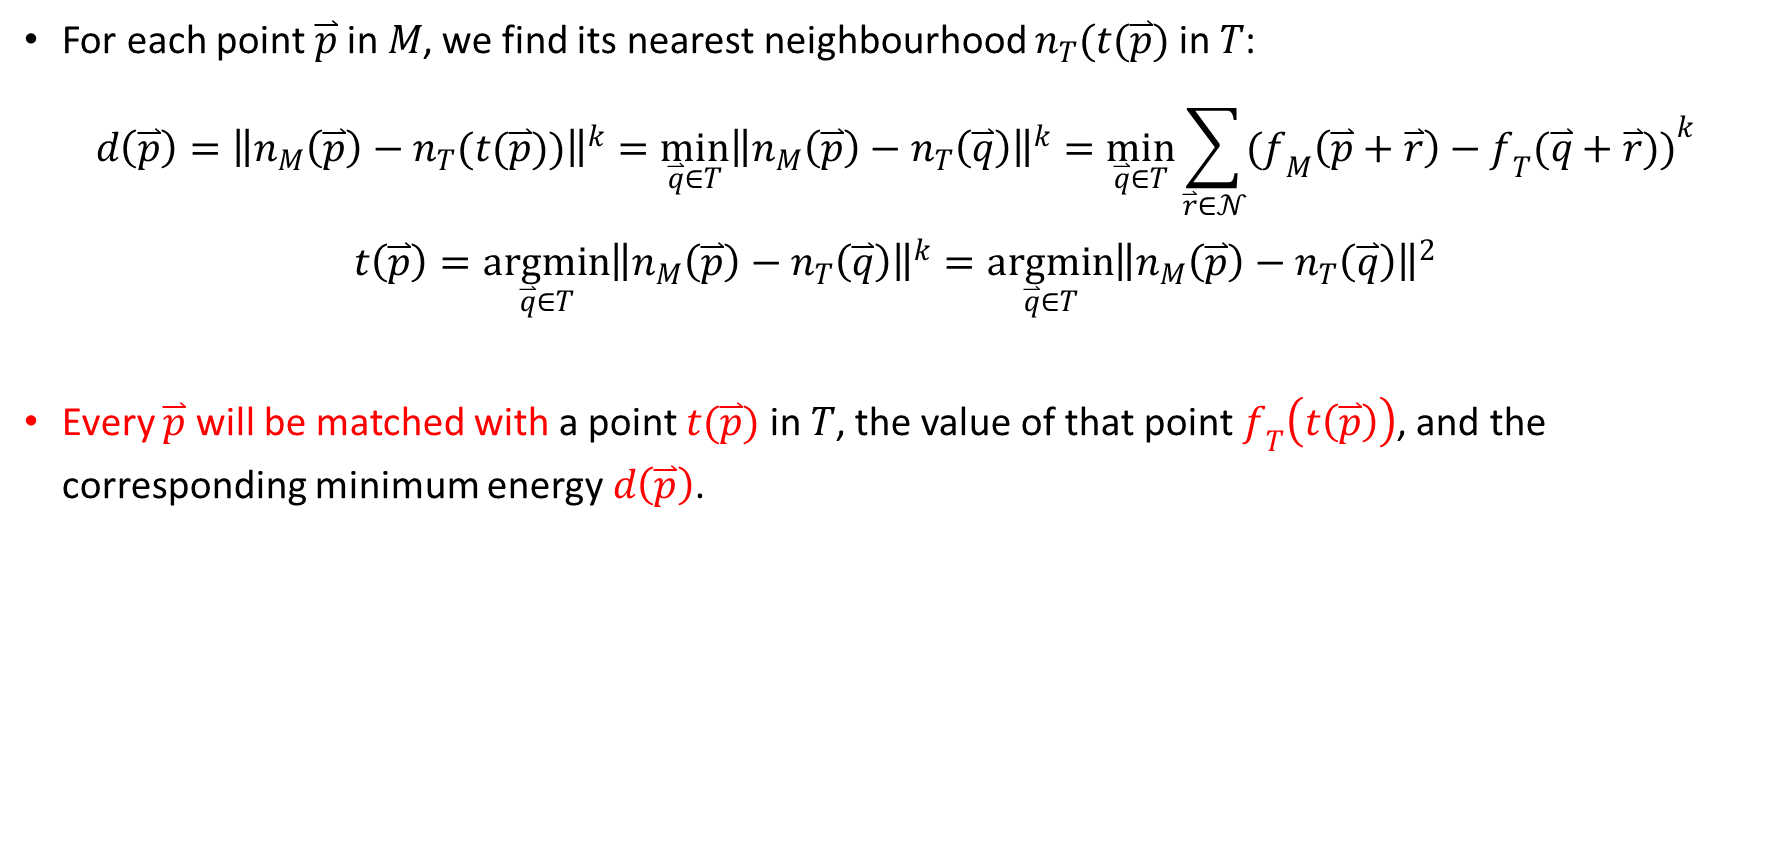 • For each point p⃗ in M, we find its nearest neighbourhood n_T(t(p⃗) in T:
d(p⃗) = ‖n_M(p⃗) − n_T(t(p⃗))‖^k = min_{q⃗∈T}‖n_M(p⃗) − n_T(q⃗)‖^k = min_{q⃗∈T} ∑_{r⃗∈𝒩} (f_M(p⃗ + r⃗) − f_T(q⃗ + r⃗))^k
t(p⃗) = argmin_{q⃗∈T}‖n_M(p⃗) − n_T(q⃗)‖^k = argmin_{q⃗∈T}‖n_M(p⃗) − n_T(q⃗)‖^2
• Every p⃗ will be matched with a point t(p⃗) in T, the value of that point f_T(t(p⃗)), and the
corresponding minimum energy d(p⃗).